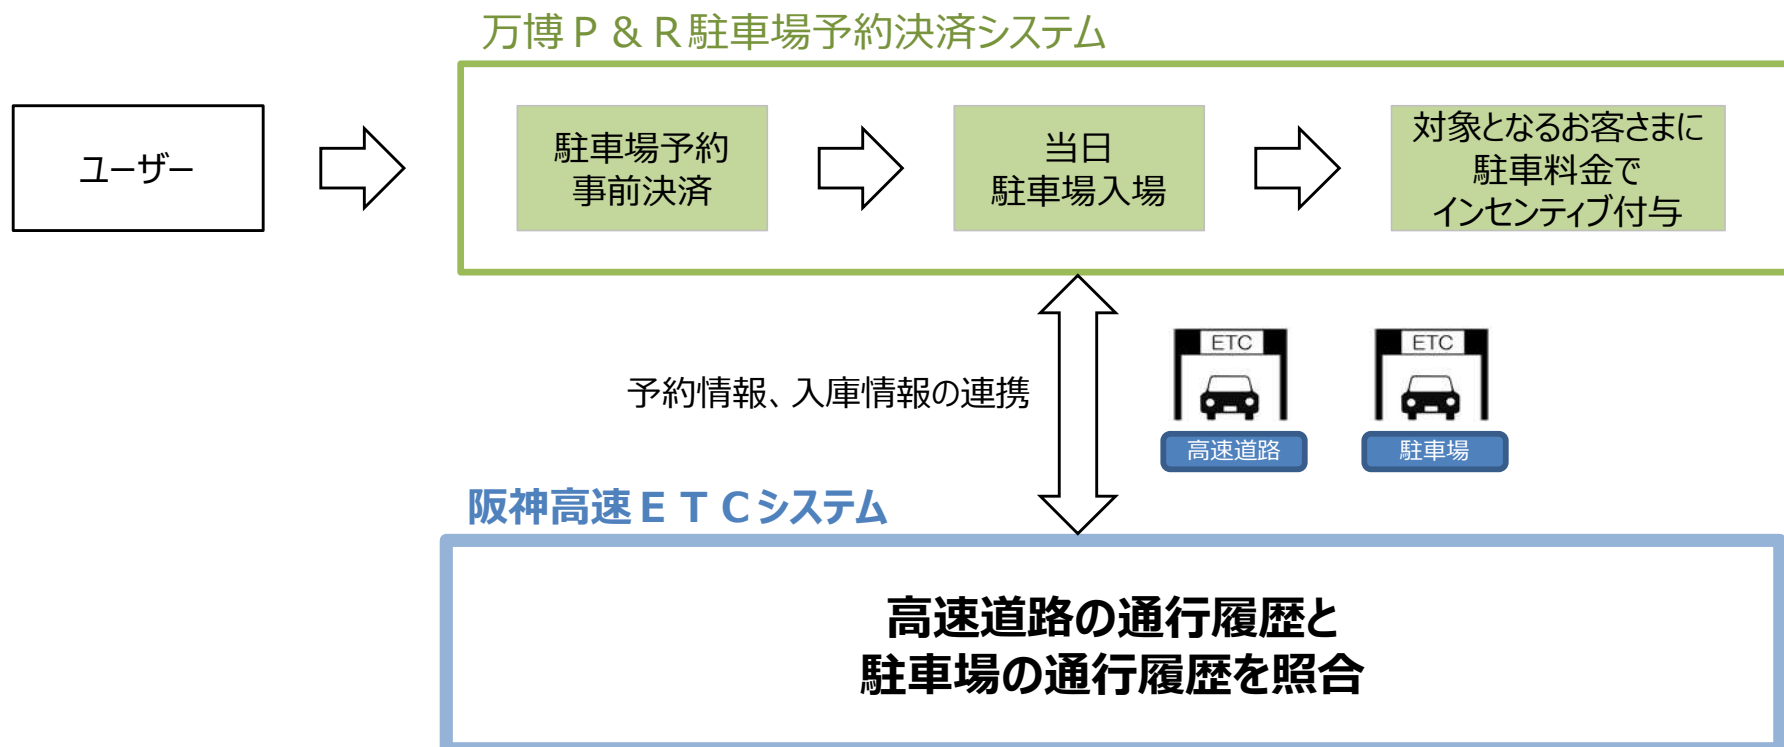 万博Ｐ＆Ｒ駐車場予約決済システム
ユーザー
駐車場予約
事前決済
当日
駐車場入場
対象となるお客さまに
駐車料金で
インセンティブ付与
予約情報、入庫情報の連携
ETC
高速道路
ETC
駐車場
阪神高速ＥＴＣシステム
高速道路の通行履歴と
駐車場の通行履歴を照合